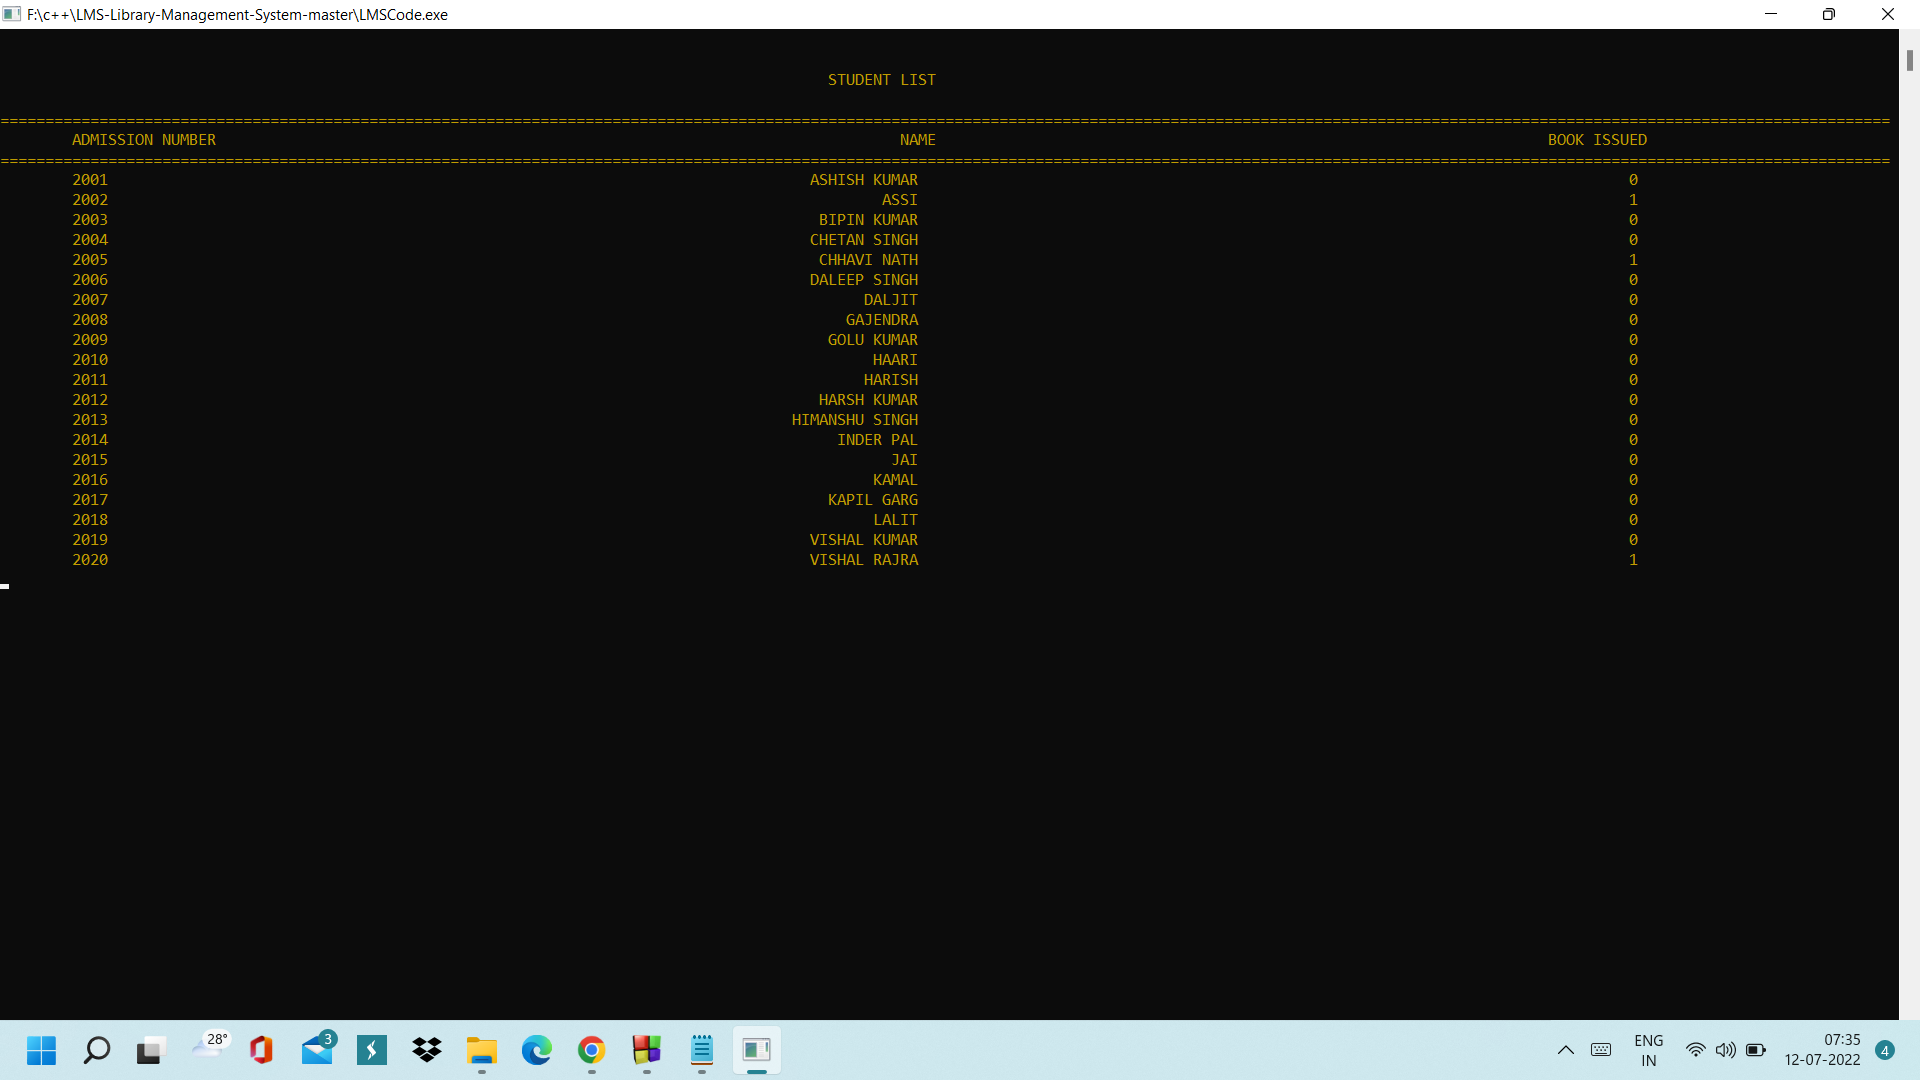 F:\c++\LMS-Library-Management-System-master\LMSCode.exe
STUDENT LIST
ADMISSION NUMBER NAME BOOK ISSUED
2001 ASHISH KUMAR 0
2002 ASSI 1
2003 BIPIN KUMAR 0
2004 CHETAN SINGH 0
2005 CHHAVI NATH 1
2006 DALEEP SINGH 0
2007 DALJIT 0
2008 GAJENDRA 0
2009 GOLU KUMAR 0
2010 HAARI 0
2011 HARISH 0
2012 HARSH KUMAR 0
2013 HIMANSHU SINGH 0
2014 INDER PAL 0
2015 JAI 0
2016 KAMAL 0
2017 KAPIL GARG 0
2018 LALIT 0
2019 VISHAL KUMAR 0
2020 VISHAL RAJRA 1
28° 3 ENG 07:35
IN 12-07-2022 4